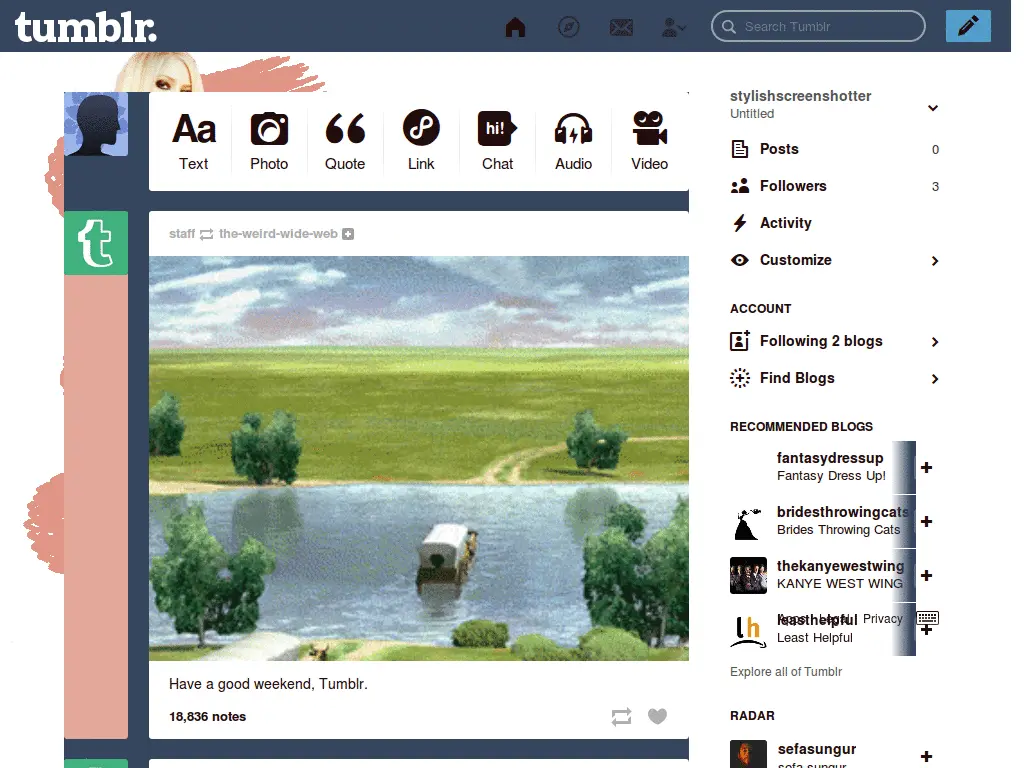 tumblr.
Search Tumblr
Aa
hi!
Text
Photo
Quote
Link
Chat
Audio
Video
staff the-weird-wide-web
Have a good weekend, Tumblr.
18,836 notes
stylishscreenshotter
Untitled
Posts 0
Followers 3
Activity
Customize
ACCOUNT
Following 2 blogs
Find Blogs
RECOMMENDED BLOGS
fantasydressup
Fantasy Dress Up!
bridesthrowingcats
Brides Throwing Cats
thekanyewestwing
KANYE WEST WING
Apps Legal Privacy
leasthelpful
lh
Least Helpful
Explore all of Tumblr
RADAR
sefasungur
sefa sungur